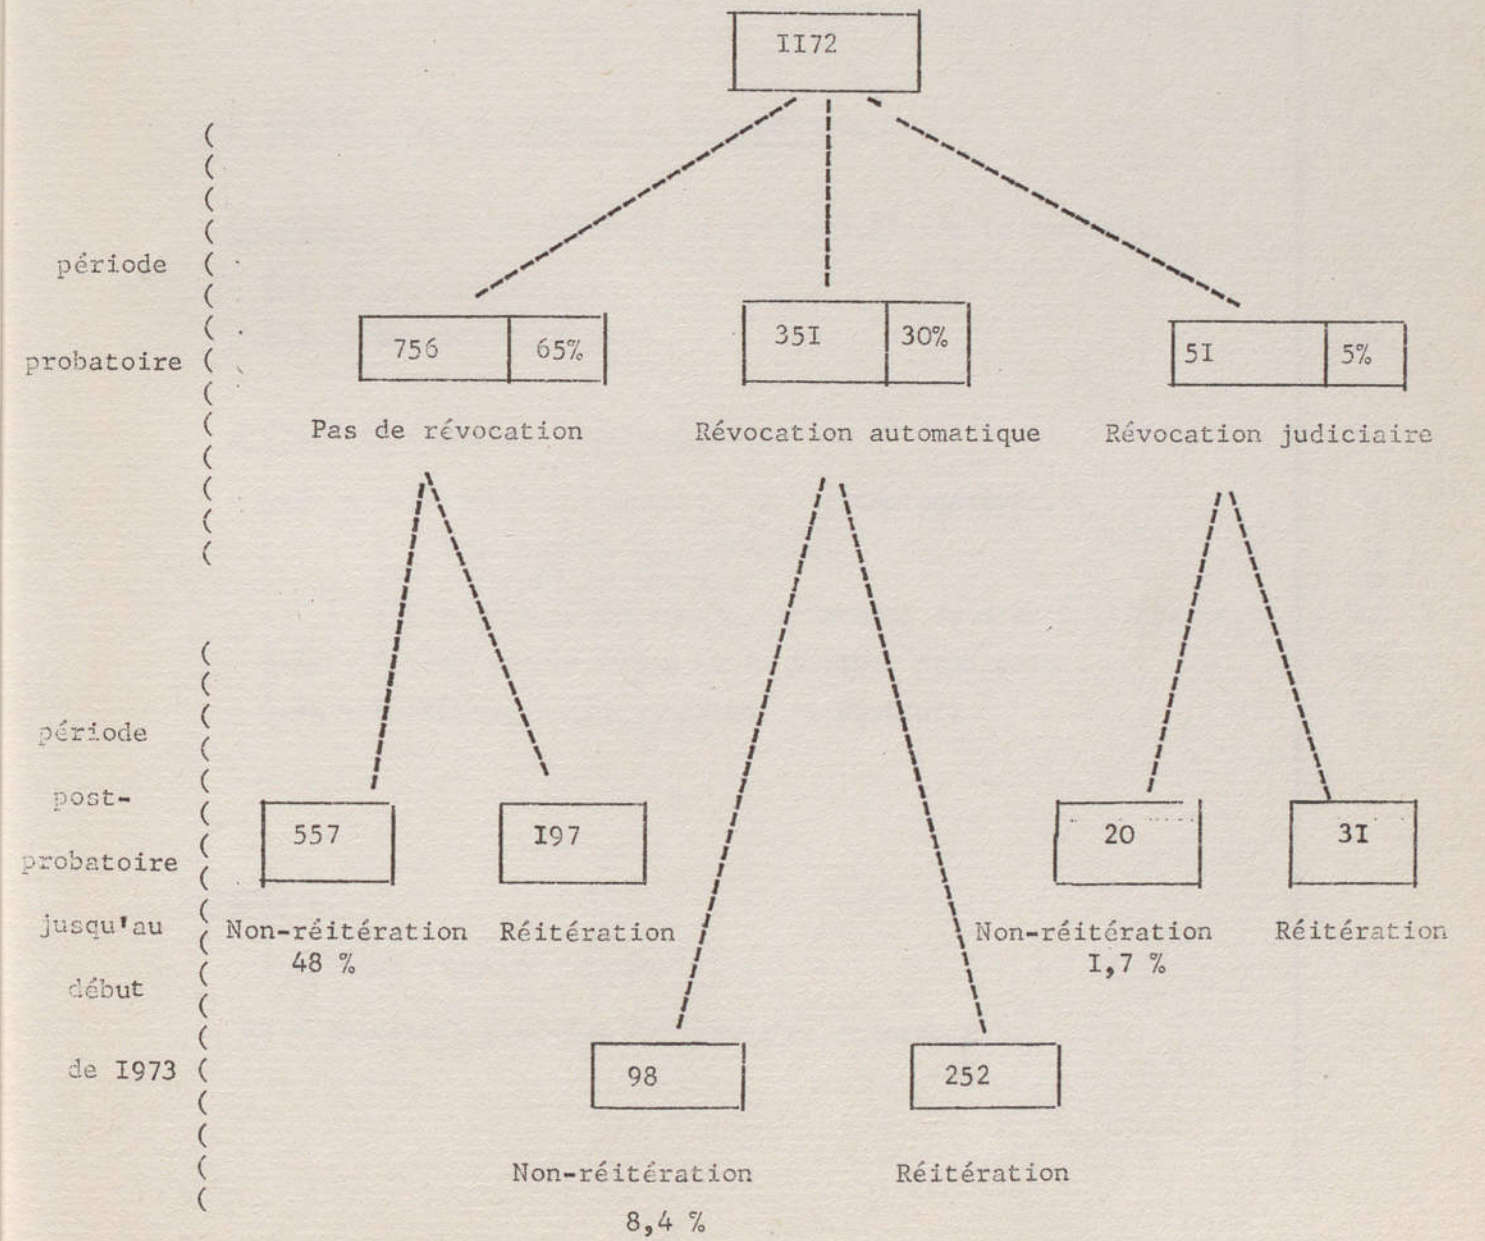 II72
période
probatoire
756 65%
35I 30%
5I 5%
Pas de révocation
Révocation automatique
Révocation judiciaire
période
post-
probatoire
jusqu'au
début
de I973
557
I97
20
3I
Non-réitération
48 %
Réitération
Non-réitération
I,7 %
Réitération
98
252
Non-réitération
8,4 %
Réitération